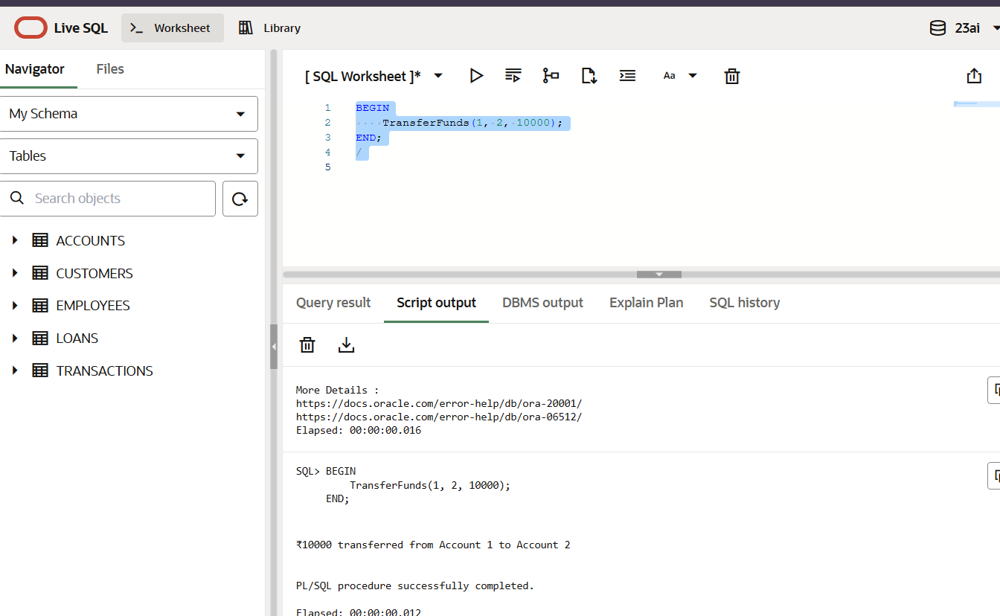 Live SQL
Worksheet
Library
23ai
Navigator
Files
My Schema
Tables
Search objects
ACCOUNTS
CUSTOMERS
EMPLOYEES
LOANS
TRANSACTIONS
[ SQL Worksheet ]*
Aa
1 BEGIN
2 ····TransferFunds(1,·2,·10000);
3 END;
4 /
5
Query result
Script output
DBMS output
Explain Plan
SQL history
More Details :
https://docs.oracle.com/error-help/db/ora-20001/
https://docs.oracle.com/error-help/db/ora-06512/
Elapsed: 00:00:00.016
SQL> BEGIN
TransferFunds(1, 2, 10000);
END;
₹10000 transferred from Account 1 to Account 2
PL/SQL procedure successfully completed.
Elapsed: 00:00:00.012